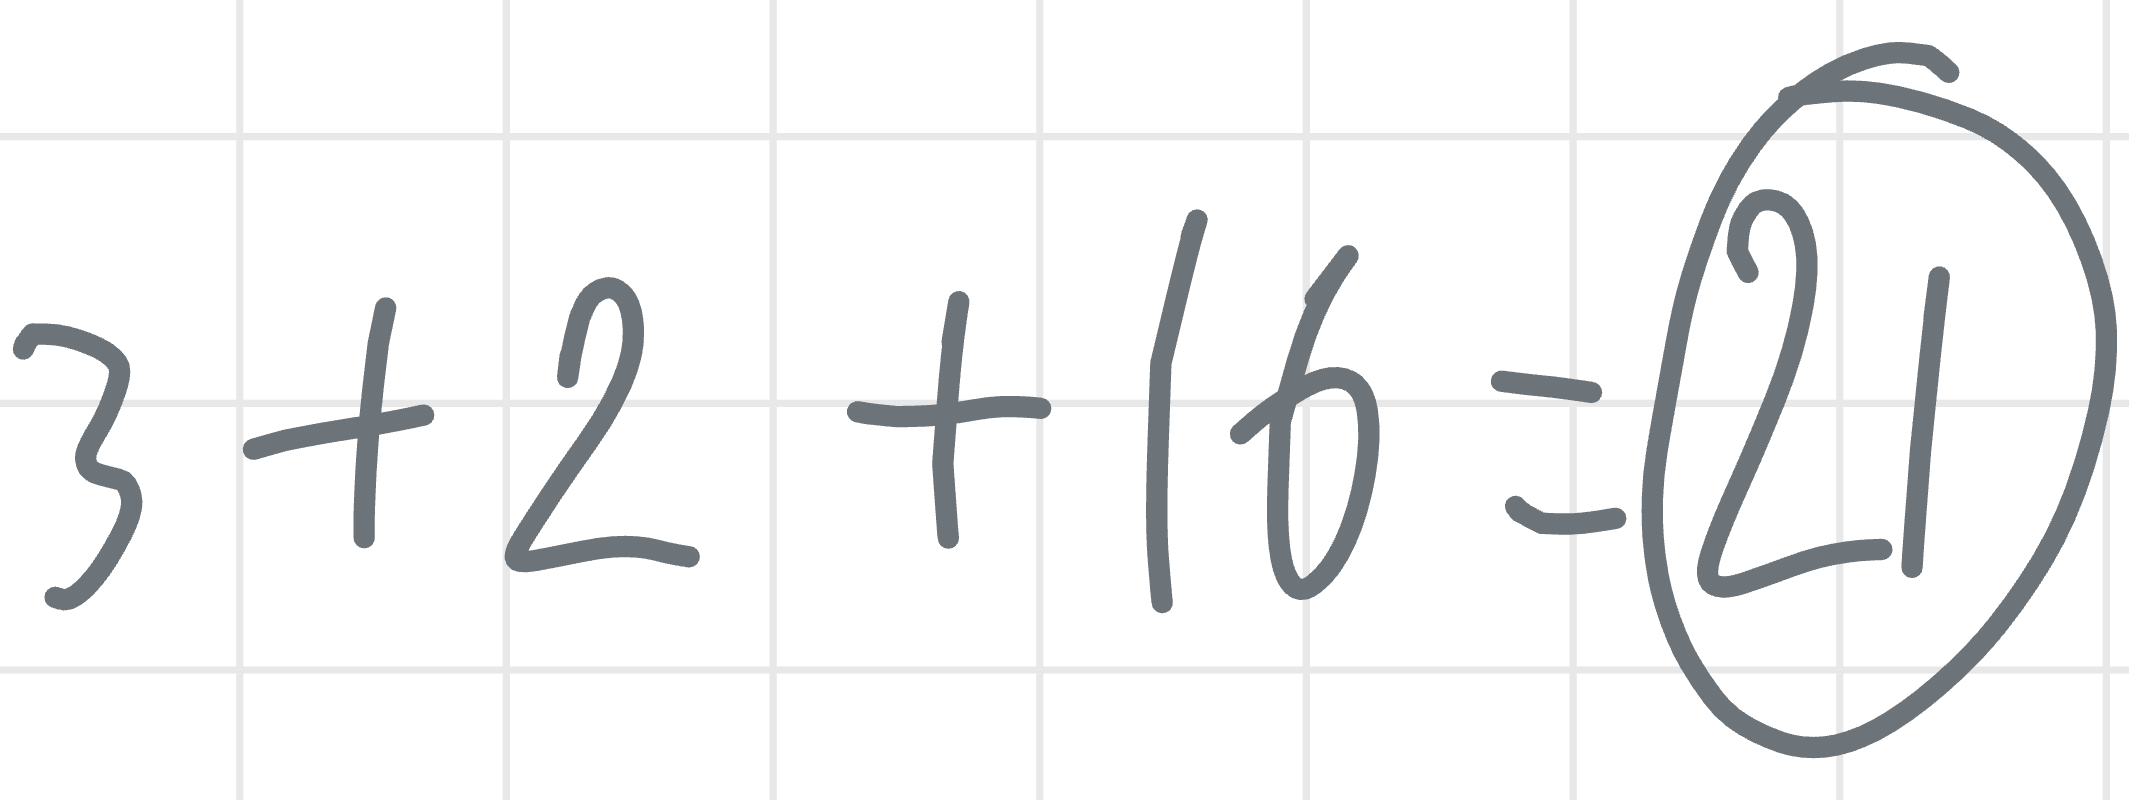 3 + 2 + 16 = 21